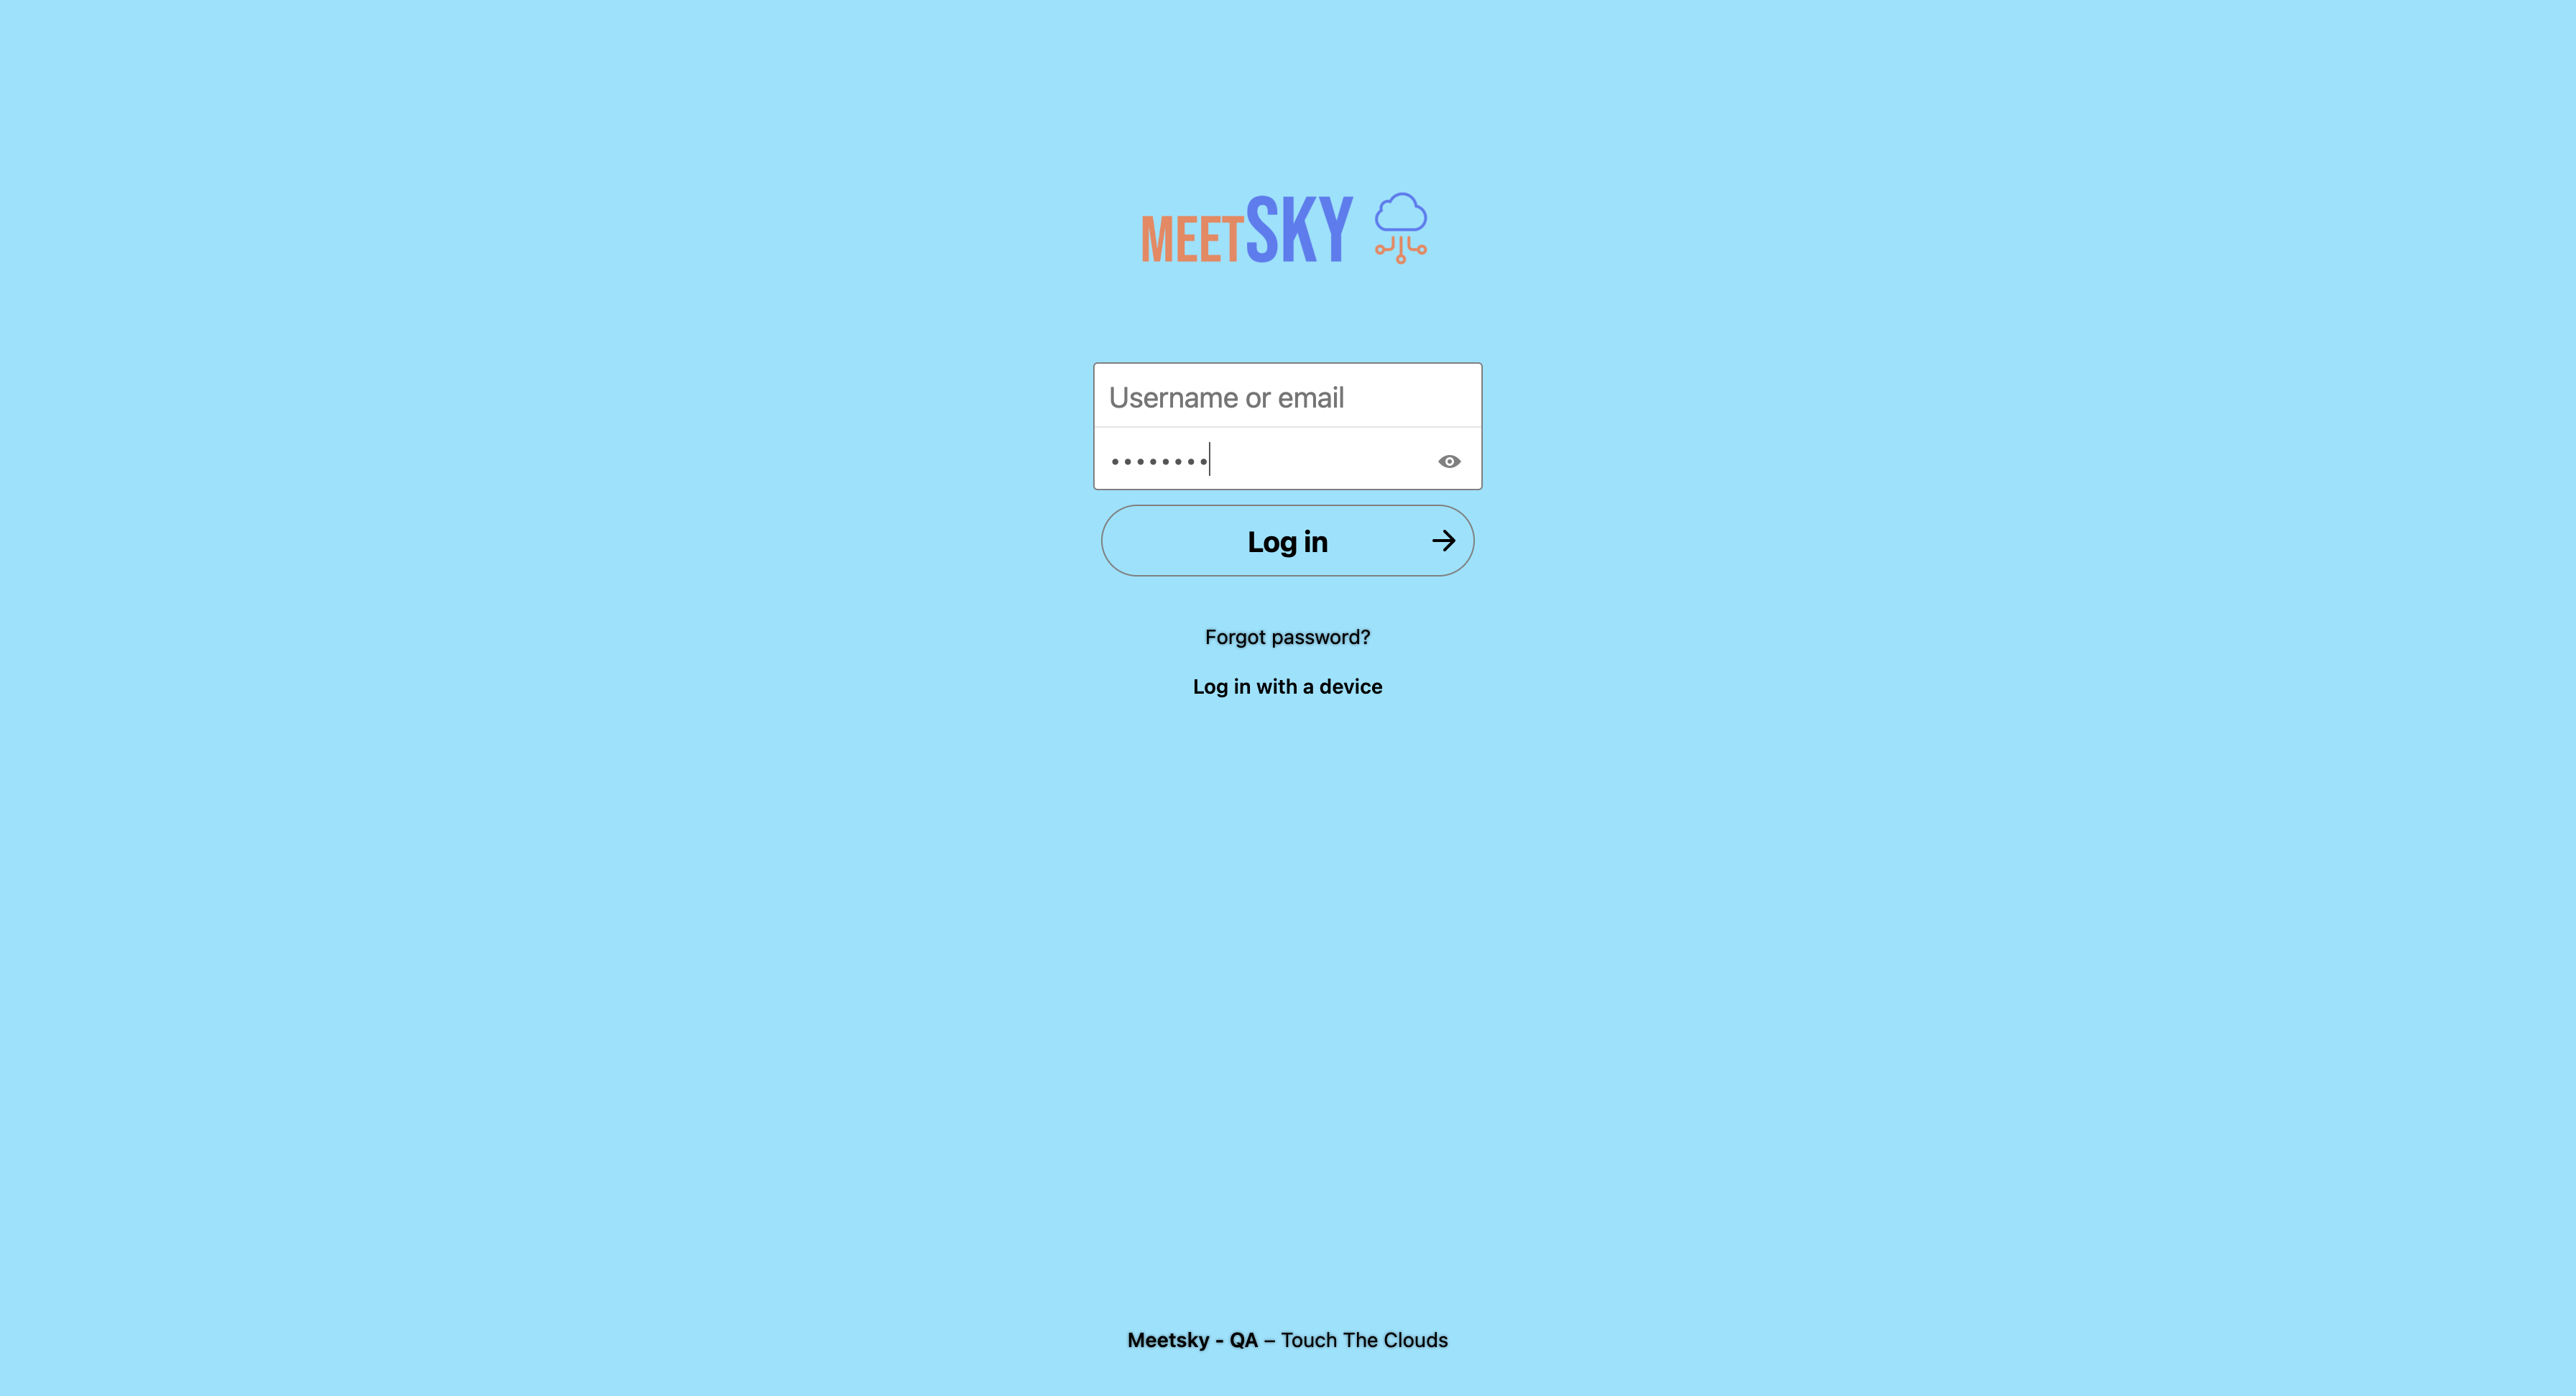 MEETSKY
Username or email
••••••••
Log in
Forgot password?
Log in with a device
Meetsky - QA – Touch The Clouds